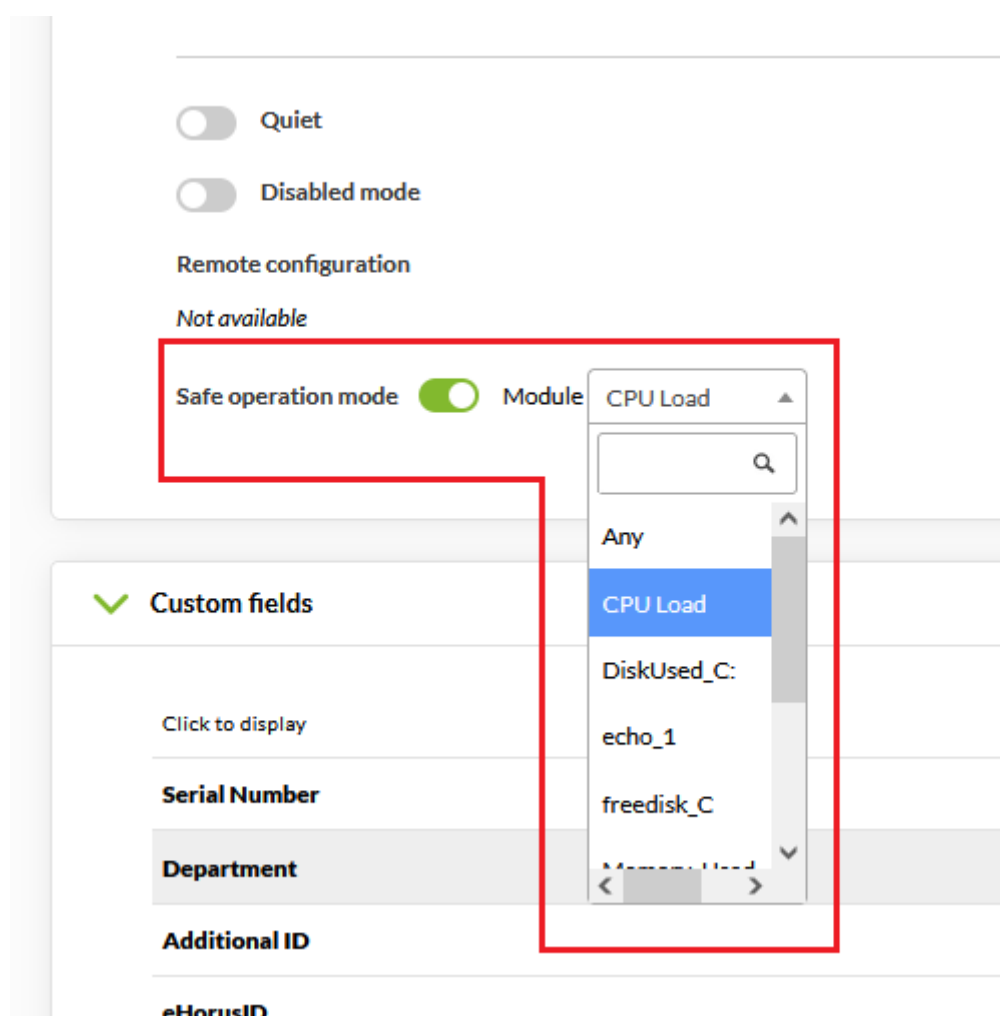 Quiet
Disabled mode
Remote configuration
Not available
Safe operation mode Module CPU Load
Any
CPU Load
DiskUsed_C:
echo_1
freedisk_C
Custom fields
Click to display
Serial Number
Department
Additional ID
eHorusID